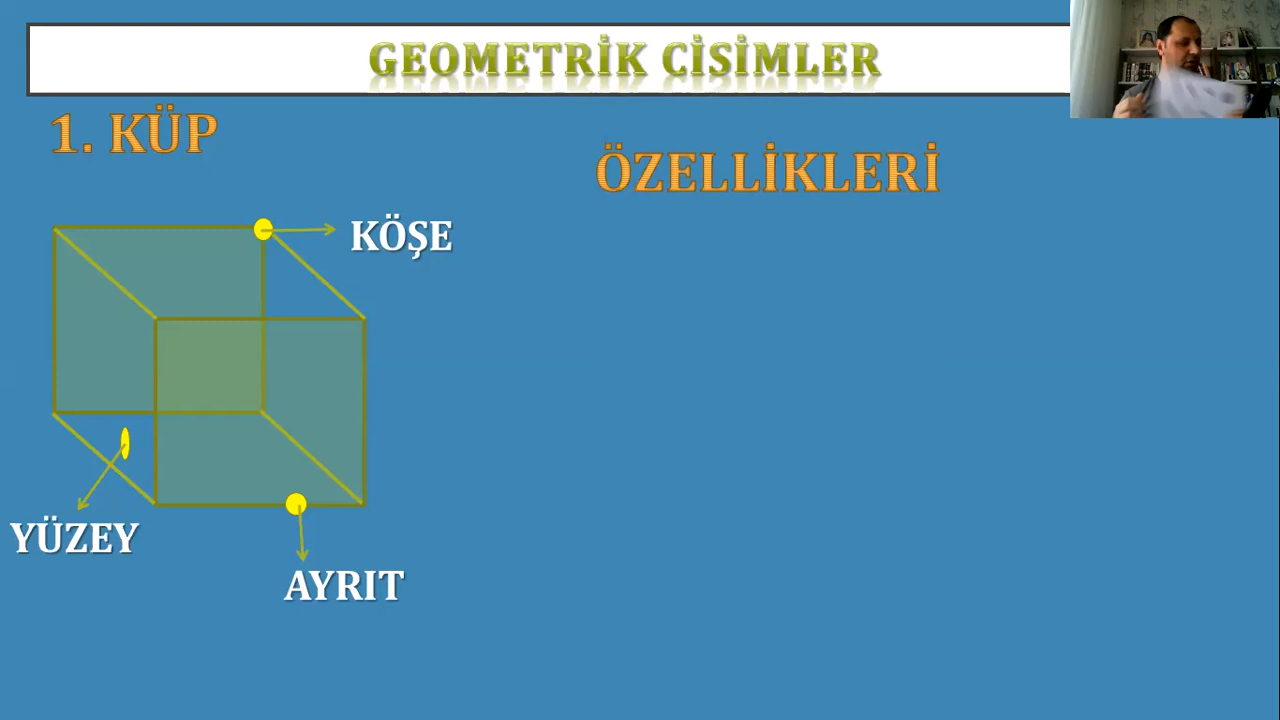 GEOMETRİK CİSİMLER
1. KÜP
ÖZELLİKLERİ
KÖŞE
YÜZEY
AYRIT